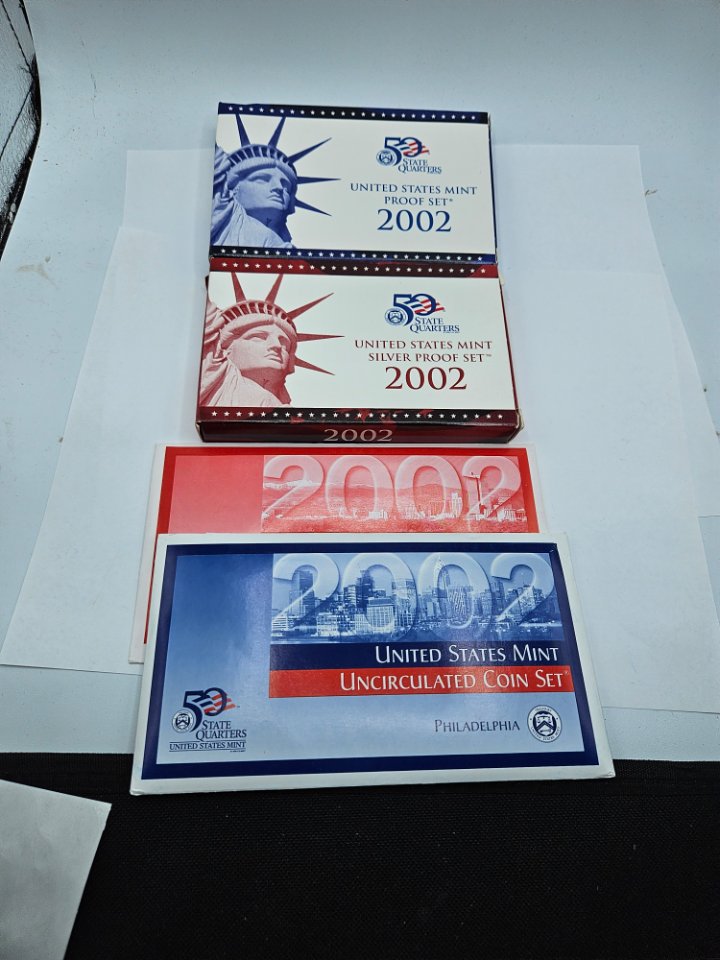 50
STATE
QUARTERS
UNITED STATES MINT
PROOF SET®
2002
50
STATE
QUARTERS
UNITED STATES MINT
SILVER PROOF SET™
2002
2002
2002
2002
UNITED STATES MINT
UNCIRCULATED COIN SET®
PHILADELPHIA
50
STATE
QUARTERS
UNITED STATES MINT